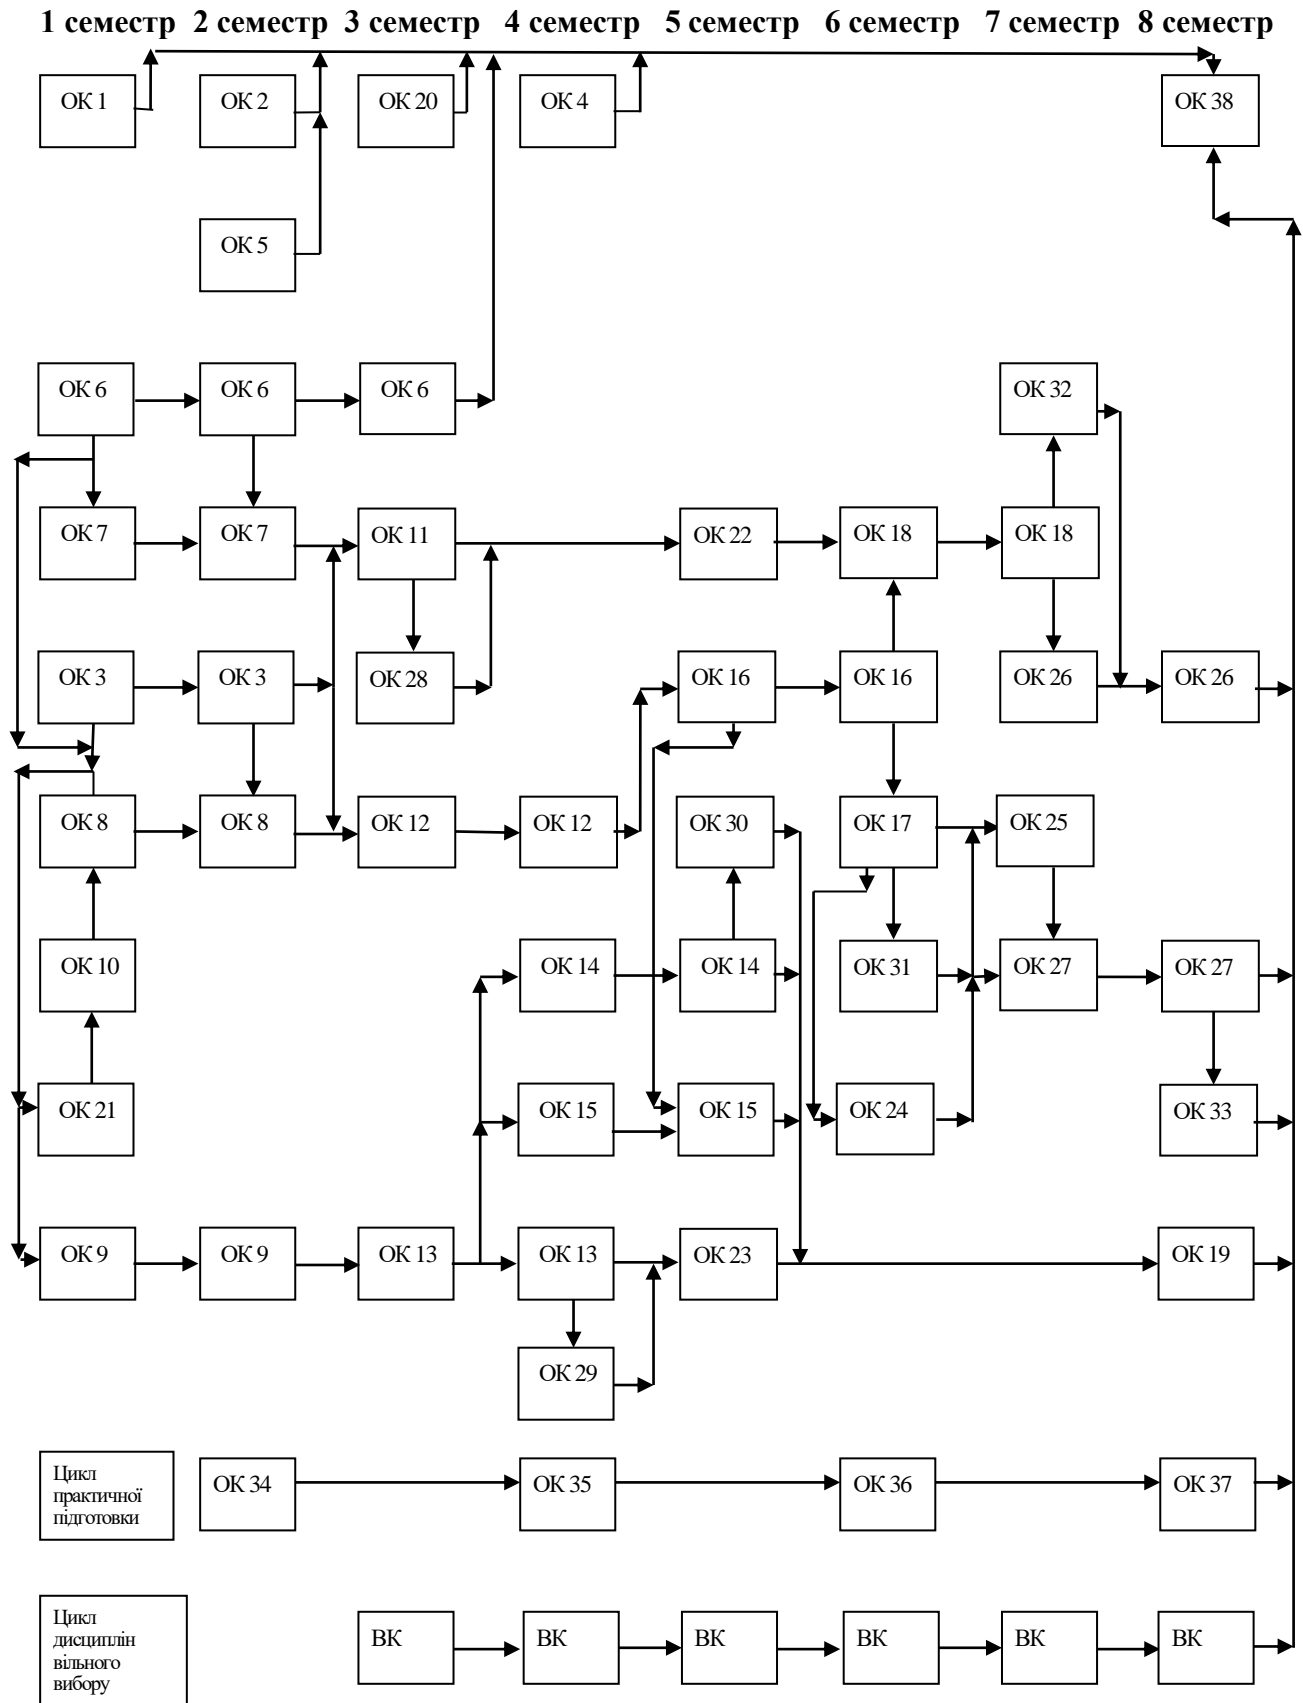 1 семестр 2 семестр 3 семестр 4 семестр 5 семестр 6 семестр 7 семестр 8 семестр
ОК 1 ОК 2 ОК 20 ОК 4 ОК 38
ОК 5
ОК 6 ОК 6 ОК 6 ОК 32
ОК 7 ОК 7 ОК 11 ОК 22 ОК 18 ОК 18
ОК 3 ОК 3 ОК 28 ОК 16 ОК 16 ОК 26 ОК 26
ОК 8 ОК 8 ОК 12 ОК 12 ОК 30 ОК 17 ОК 25
ОК 10 ОК 14 ОК 14 ОК 31 ОК 27 ОК 27
ОК 21 ОК 15 ОК 15 ОК 24 ОК 33
ОК 9 ОК 9 ОК 13 ОК 13 ОК 23 ОК 19
ОК 29
Цикл
практичної
підготовки
ОК 34 ОК 35 ОК 36 ОК 37
Цикл
дисциплін
вільного
вибору
ВК ВК ВК ВК ВК ВК